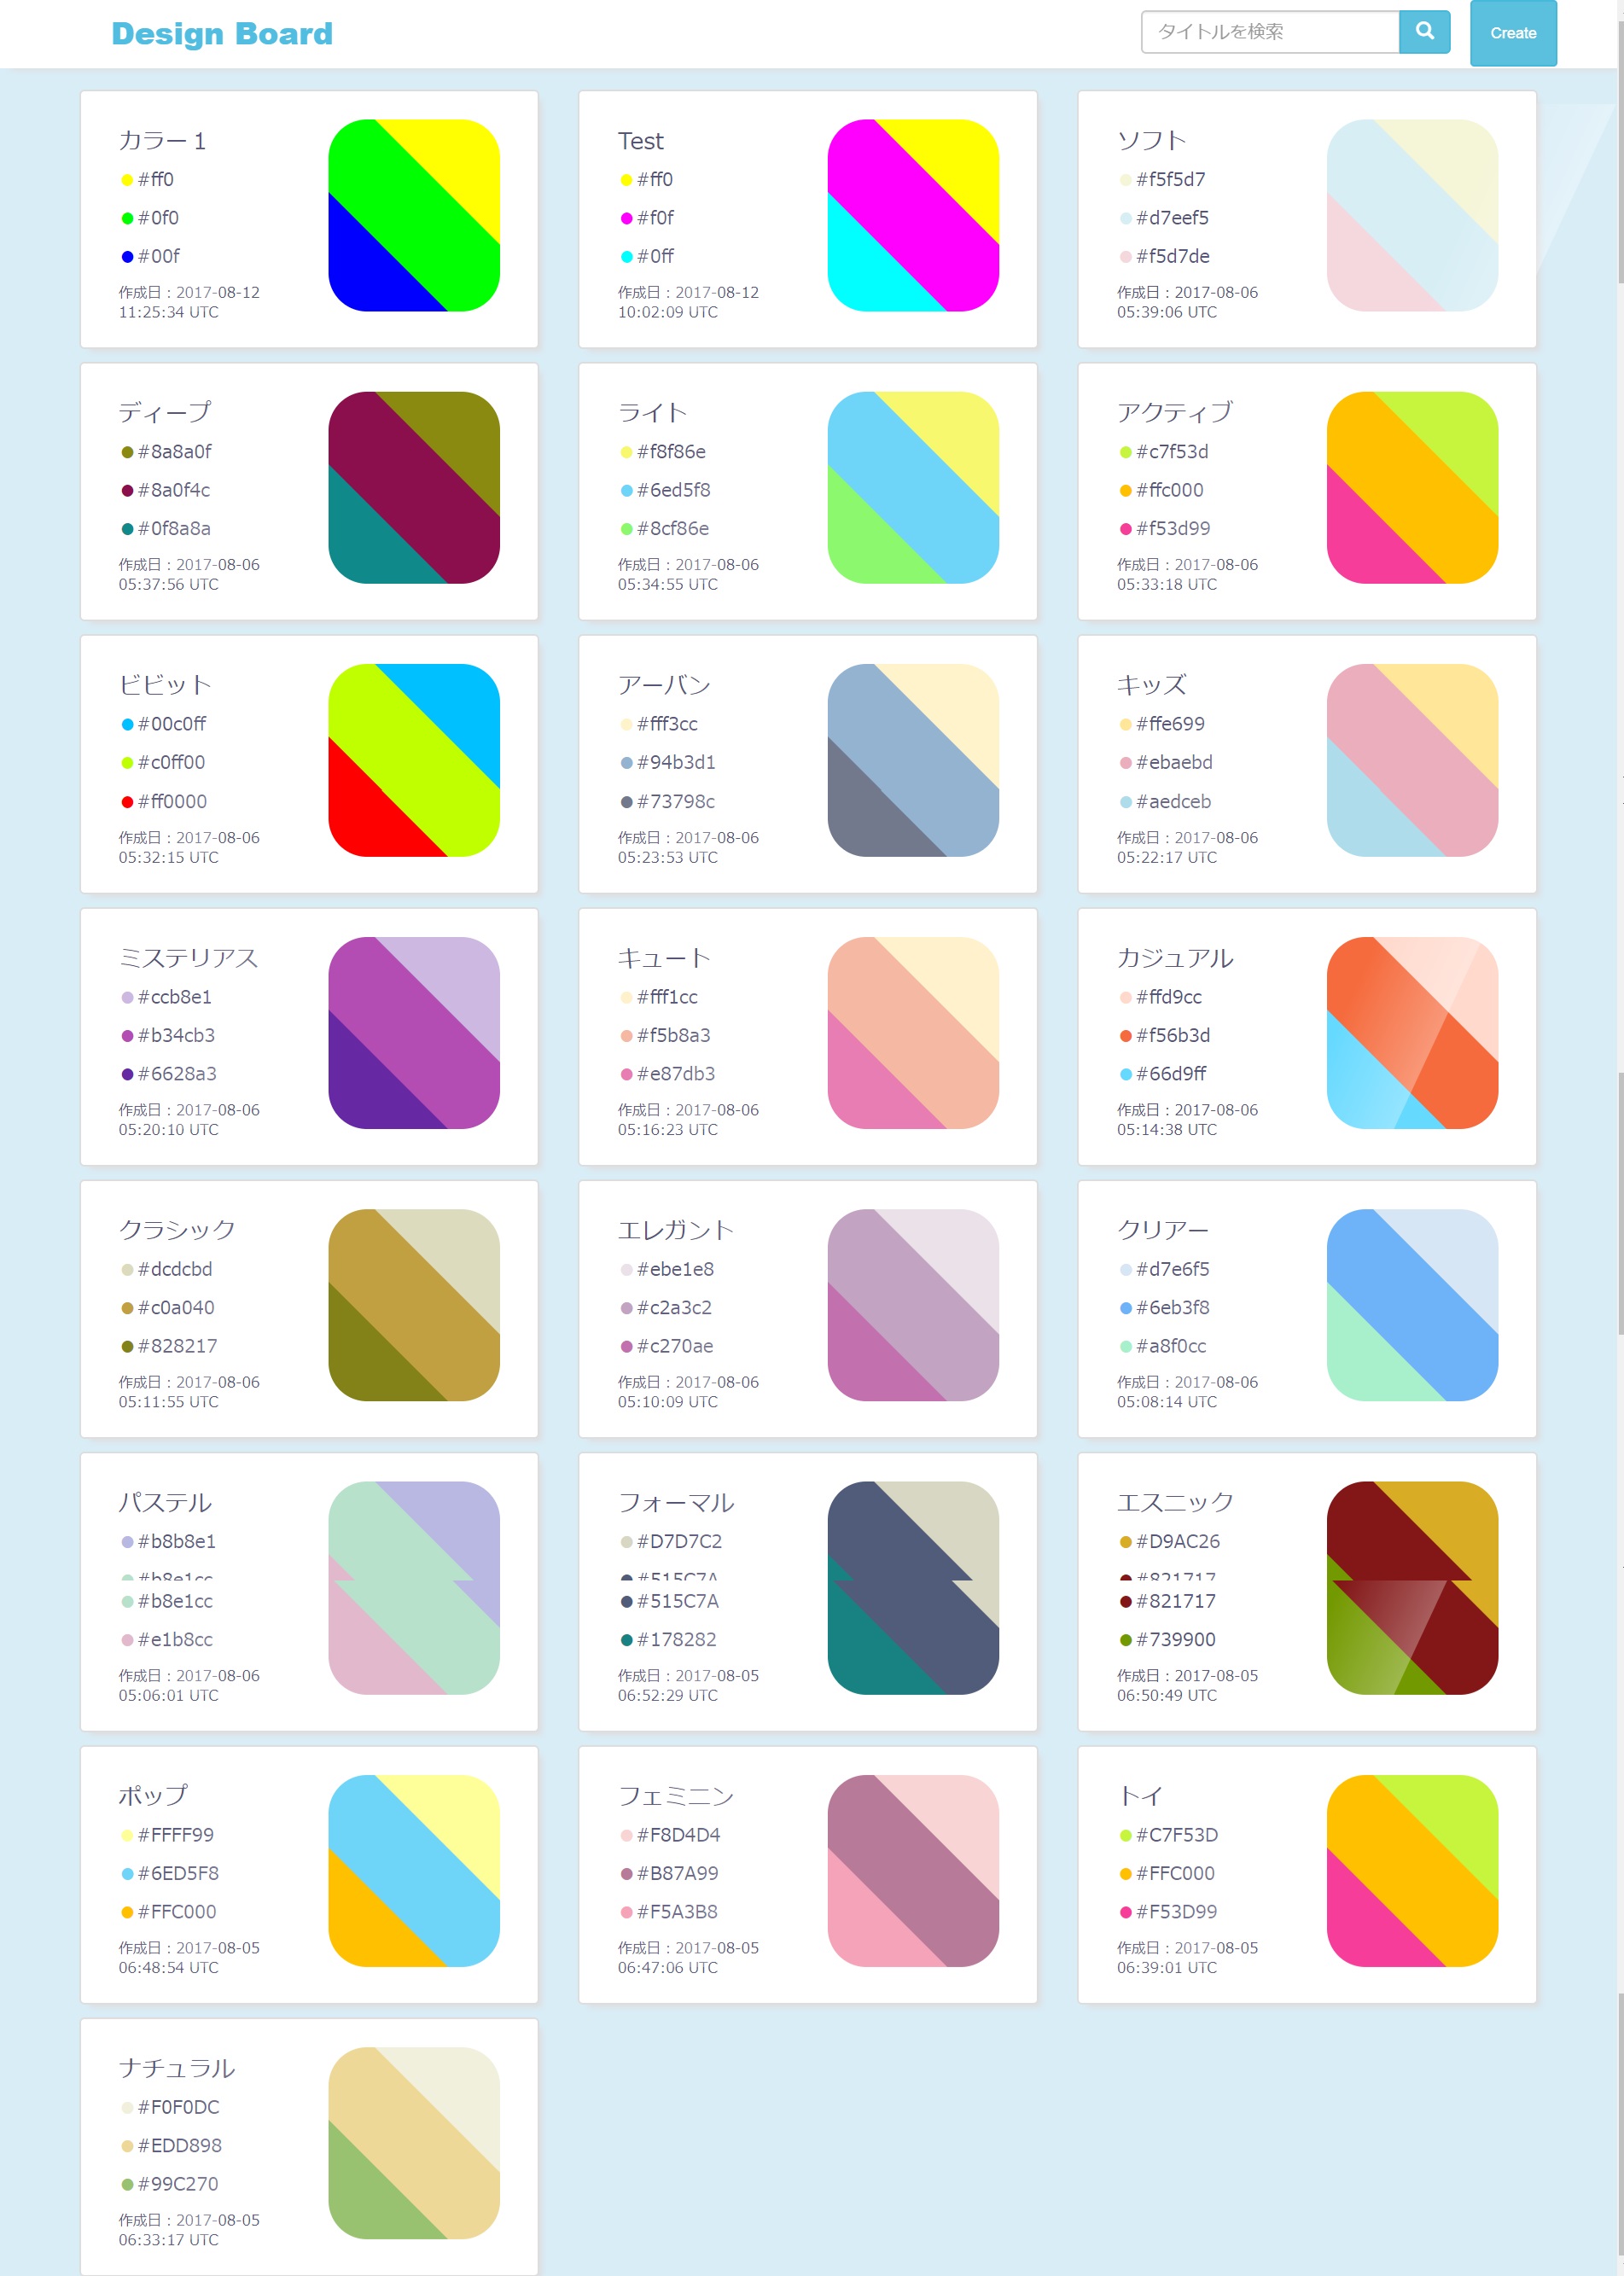 Design Board
タイトルを検索
Create
カラー１
#ff0
#0f0
#00f
作成日：2017-08-12
11:25:34 UTC
Test
#ff0
#f0f
#0ff
作成日：2017-08-12
10:02:09 UTC
ソフト
#f5f5d7
#d7eef5
#f5d7de
作成日：2017-08-06
05:39:06 UTC
ディープ
#8a8a0f
#8a0f4c
#0f8a8a
作成日：2017-08-06
05:37:56 UTC
ライト
#f8f86e
#6ed5f8
#8cf86e
作成日：2017-08-06
05:34:55 UTC
アクティブ
#c7f53d
#ffc000
#f53d99
作成日：2017-08-06
05:33:18 UTC
ビビット
#00c0ff
#c0ff00
#ff0000
作成日：2017-08-06
05:32:15 UTC
アーバン
#fff3cc
#94b3d1
#73798c
作成日：2017-08-06
05:23:53 UTC
キッズ
#ffe699
#ebaebd
#aedceb
作成日：2017-08-06
05:22:17 UTC
ミステリアス
#ccb8e1
#b34cb3
#6628a3
作成日：2017-08-06
05:20:10 UTC
キュート
#fff1cc
#f5b8a3
#e87db3
作成日：2017-08-06
05:16:23 UTC
カジュアル
#ffd9cc
#f56b3d
#66d9ff
作成日：2017-08-06
05:14:38 UTC
クラシック
#dcdcbd
#c0a040
#828217
作成日：2017-08-06
05:11:55 UTC
エレガント
#ebe1e8
#c2a3c2
#c270ae
作成日：2017-08-06
05:10:09 UTC
クリアー
#d7e6f5
#6eb3f8
#a8f0cc
作成日：2017-08-06
05:08:14 UTC
パステル
#b8b8e1
#b8e1cc
#b8e1cc
#e1b8cc
作成日：2017-08-06
05:06:01 UTC
フォーマル
#D7D7C2
#515C7A
#515C7A
#178282
作成日：2017-08-05
06:52:29 UTC
エスニック
#D9AC26
#821717
#821717
#739900
作成日：2017-08-05
06:50:49 UTC
ポップ
#FFFF99
#6ED5F8
#FFC000
作成日：2017-08-05
06:48:54 UTC
フェミニン
#F8D4D4
#B87A99
#F5A3B8
作成日：2017-08-05
06:47:06 UTC
トイ
#C7F53D
#FFC000
#F53D99
作成日：2017-08-05
06:39:01 UTC
ナチュラル
#F0F0DC
#EDD898
#99C270
作成日：2017-08-05
06:33:17 UTC